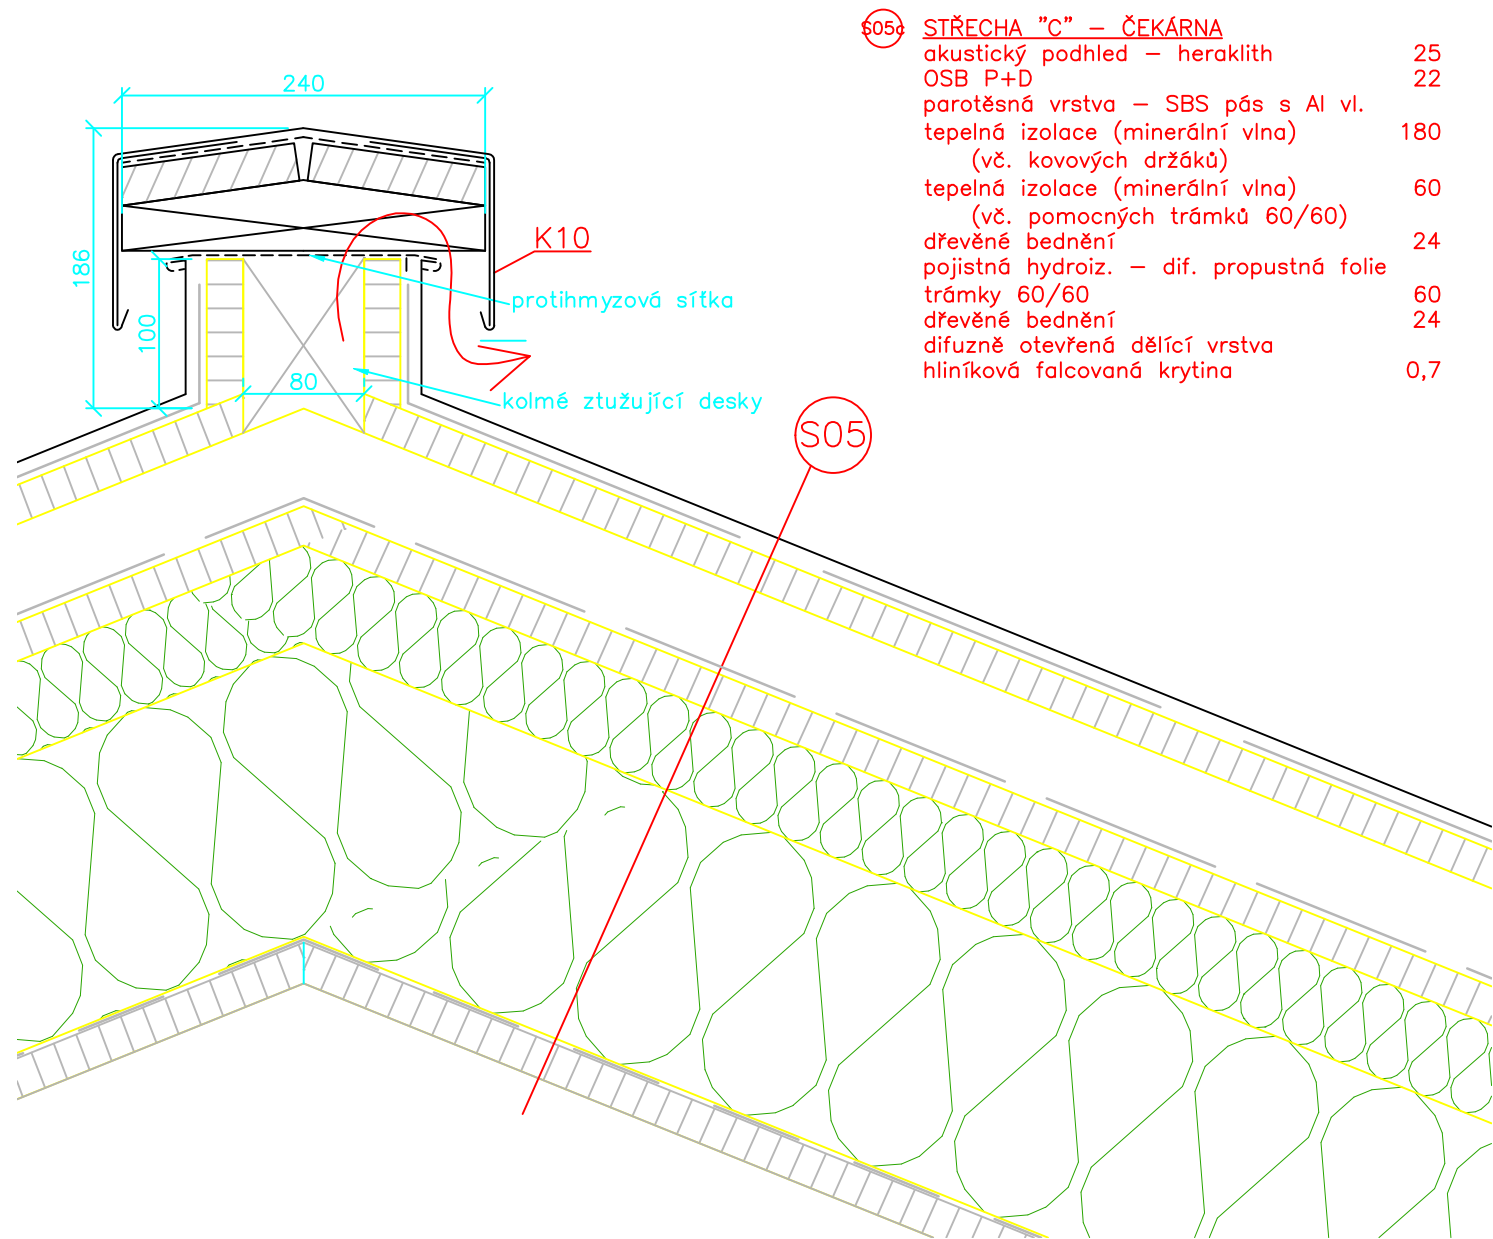 S05c STŘECHA "C" – ČEKÁRNA
akustický podhled – heraklith 25
OSB P+D 22
parotěsná vrstva – SBS pás s Al vl.
tepelná izolace (minerální vlna) 180
(vč. kovových držáků)
tepelná izolace (minerální vlna) 60
(vč. pomocných trámků 60/60)
dřevěné bednění 24
pojistná hydroiz. – dif. propustná folie
trámky 60/60 60
dřevěné bednění 24
difuzně otevřená dělící vrstva
hliníková falcovaná krytina 0,7
240
K10
186
protihmyzová síťka
100
80
kolmé ztužující desky
S05